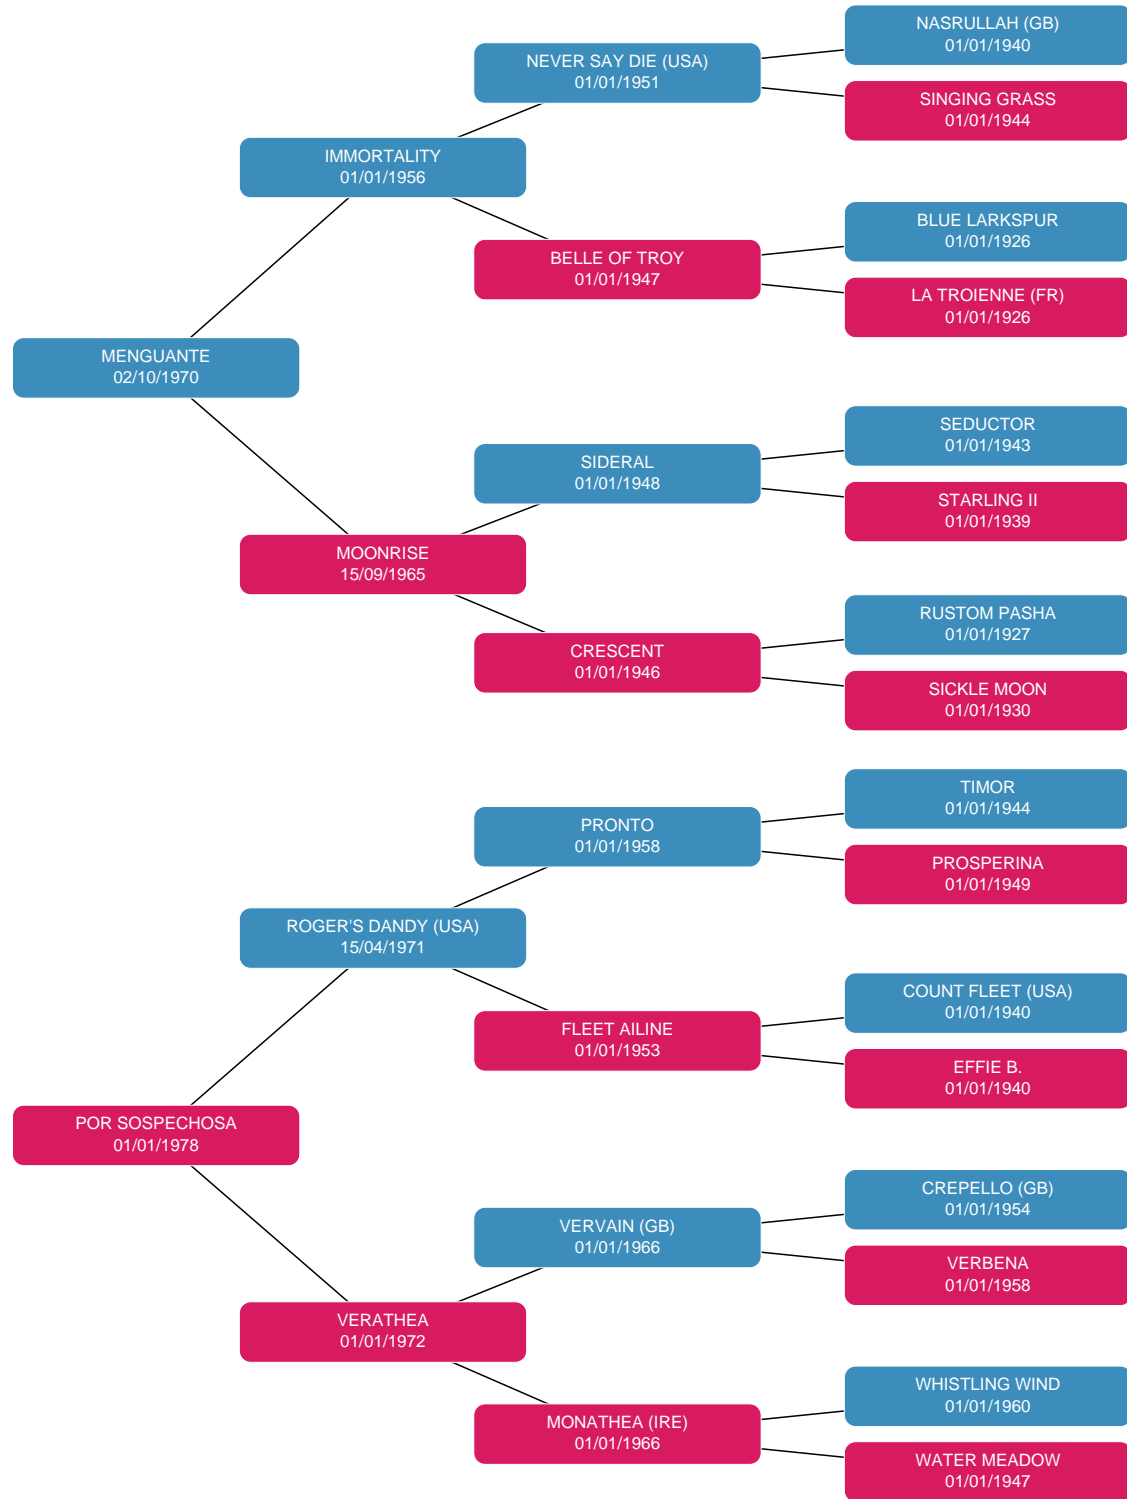 NASRULLAH (GB)
01/01/1940
NEVER SAY DIE (USA)
01/01/1951
SINGING GRASS
01/01/1944
IMMORTALITY
01/01/1956
BLUE LARKSPUR
01/01/1926
BELLE OF TROY
01/01/1947
LA TROIENNE (FR)
01/01/1926
MENGUANTE
02/10/1970
SEDUCTOR
01/01/1943
SIDERAL
01/01/1948
STARLING II
01/01/1939
MOONRISE
15/09/1965
RUSTOM PASHA
01/01/1927
CRESCENT
01/01/1946
SICKLE MOON
01/01/1930
TIMOR
01/01/1944
PRONTO
01/01/1958
PROSPERINA
01/01/1949
ROGER'S DANDY (USA)
15/04/1971
COUNT FLEET (USA)
01/01/1940
FLEET AILINE
01/01/1953
EFFIE B.
01/01/1940
POR SOSPECHOSA
01/01/1978
CREPELLO (GB)
01/01/1954
VERVAIN (GB)
01/01/1966
VERBENA
01/01/1958
VERATHEA
01/01/1972
WHISTLING WIND
01/01/1960
MONATHEA (IRE)
01/01/1966
WATER MEADOW
01/01/1947